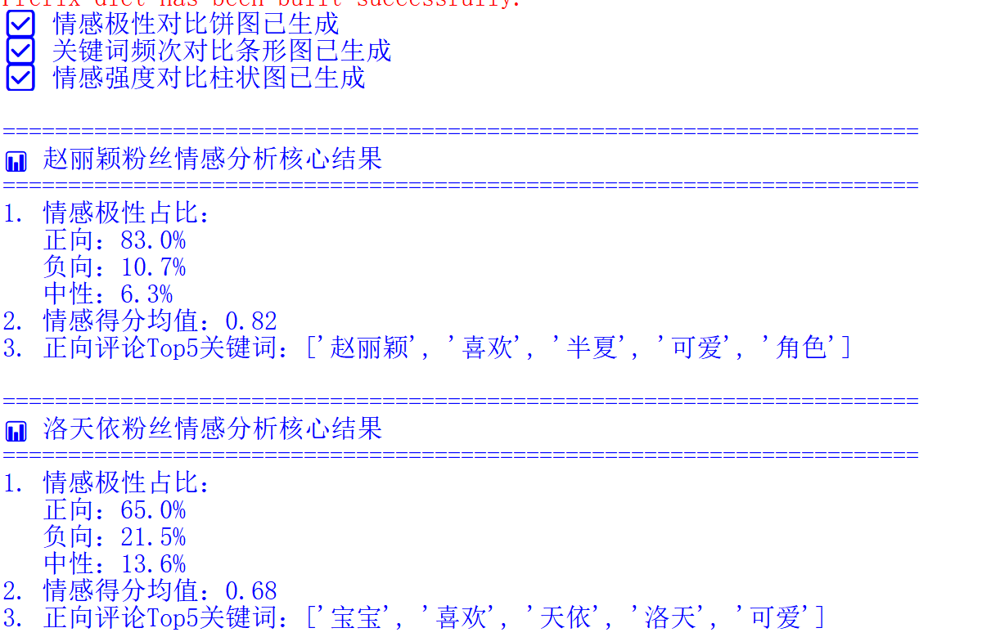 Prefix dict has been built successfully.
情感极性对比饼图已生成
关键词频次对比条形图已生成
情感强度对比柱状图已生成
======================================================================
赵丽颖粉丝情感分析核心结果
======================================================================
1. 情感极性占比：
正向：83.0%
负向：10.7%
中性：6.3%
2. 情感得分均值：0.82
3. 正向评论Top5关键词：['赵丽颖', '喜欢', '半夏', '可爱', '角色']
======================================================================
洛天依粉丝情感分析核心结果
======================================================================
1. 情感极性占比：
正向：65.0%
负向：21.5%
中性：13.6%
2. 情感得分均值：0.68
3. 正向评论Top5关键词：['宝宝', '喜欢', '天依', '洛天', '可爱']